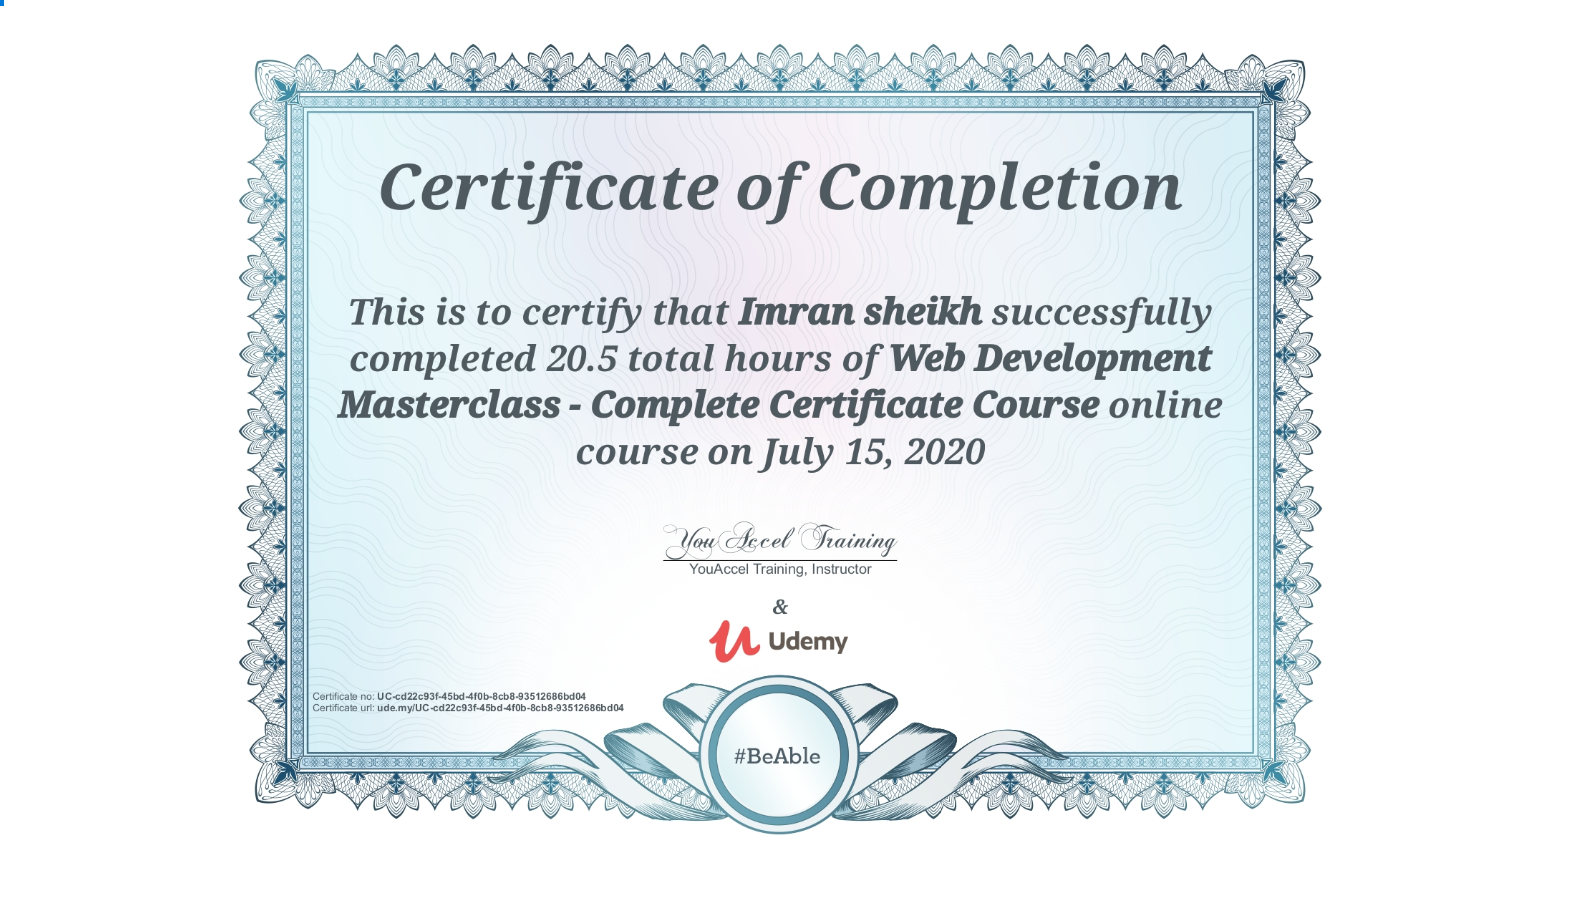 Certificate of Completion
This is to certify that Imran sheikh successfully
completed 20.5 total hours of Web Development
Masterclass - Complete Certificate Course online
course on July 15, 2020
YouAccel Training
YouAccel Training, Instructor
&
Udemy
Certificate no: UC-cd22c93f-45bd-4f0b-8cb8-93512686bd04
Certificate url: ude.my/UC-cd22c93f-45bd-4f0b-8cb8-93512686bd04
#BeAble